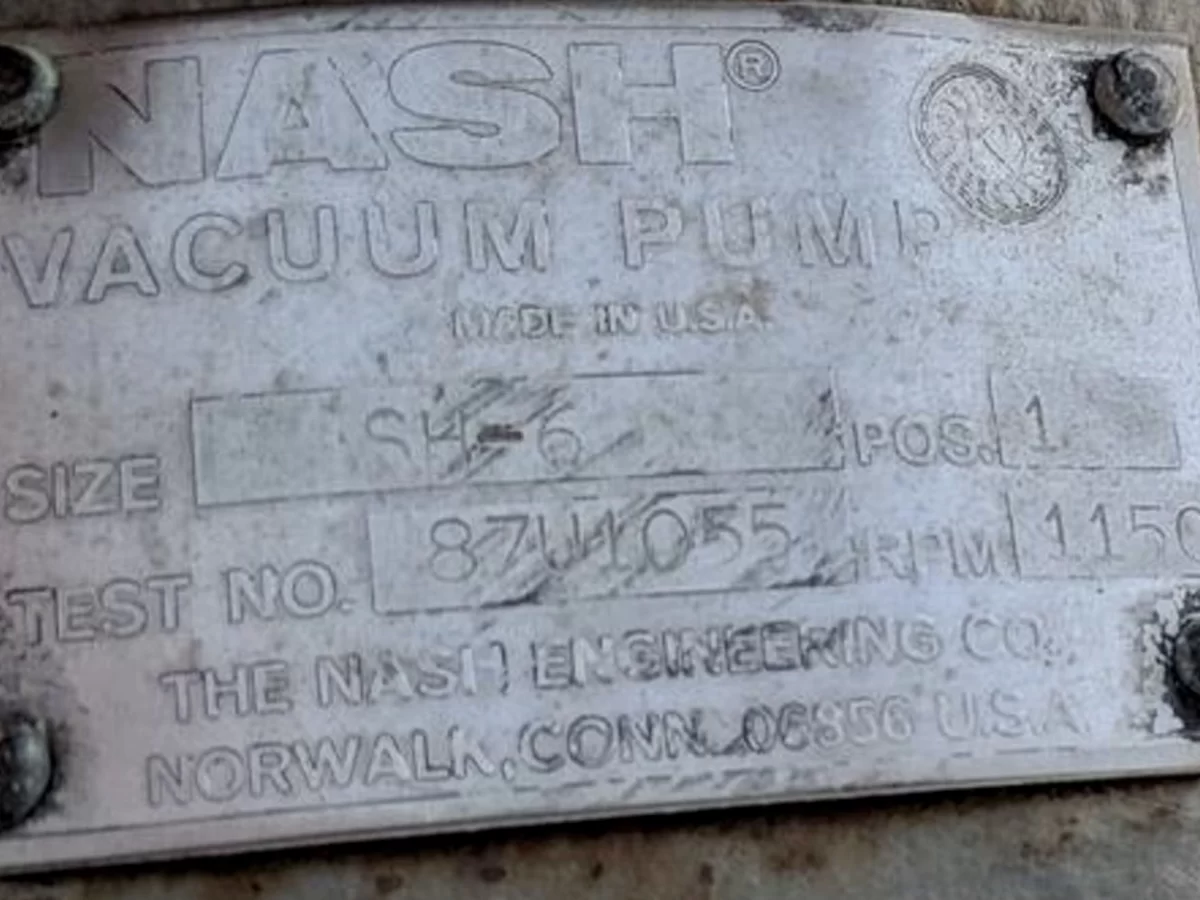 NASH®
VACUUM PUMP
MADE IN U.S.A.
SIZE SH-6 POS. 1
TEST NO. 87U1055 RPM 1150
THE NASH ENGINEERING CO.
NORWALK, CONN. 06856 U.S.A.